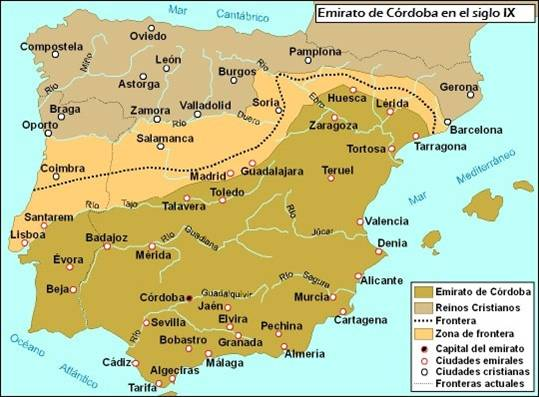 Emirato de Córdoba en el siglo IX
Mar Cantábrico
Oviedo
Compostela
Río Miño
León
Pamplona
Astorga
Burgos
Gerona
Braga
Zamora
Valladolid
Soria
Río Ebro
Huesca
Lérida
Oporto
Río Duero
Zaragoza
Barcelona
Salamanca
Tarragona
Tortosa
Coimbra
Madrid
Guadalajara
Teruel
Mar Mediterráneo
Río Tajo
Talavera
Toledo
Santarem
Lisboa
Badajoz
Río Guadiana
Río Júcar
Valencia
Mérida
Denia
Évora
Beja
Córdoba
Río Guadalquivir
Río Segura
Alicante
Jaén
Murcia
Sevilla
Elvira
Pechina
Cartagena
Bobastro
Granada
Océano Atlántico
Cádiz
Málaga
Almería
Algeciras
Tarifa
Río
Emirato de Córdoba
Reinos Cristianos
Frontera
Zona de frontera
Capital del emirato
Ciudades emirales
Ciudades cristianas
Fronteras actuales